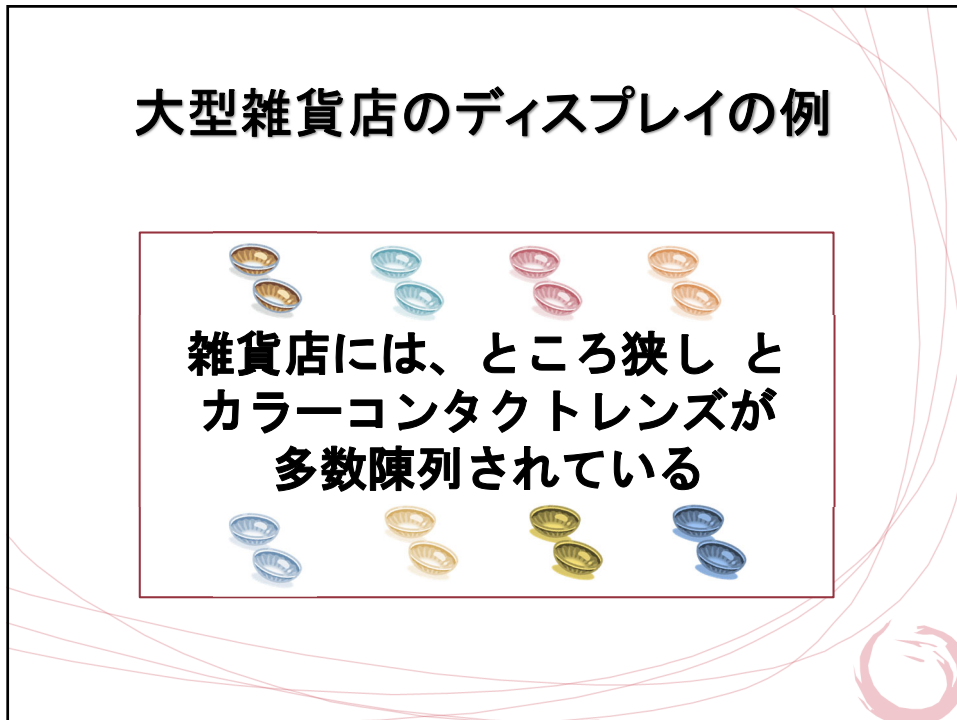 大型雑貨店のディスプレイの例
雑貨店には、ところ狭し と
カラーコンタクトレンズが
多数陳列されている